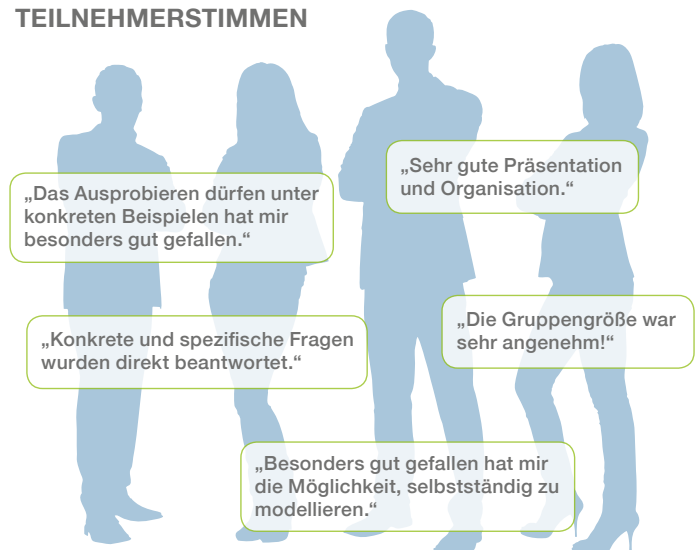 TEILNEHMERSTIMMEN
„Sehr gute Präsentation
und Organisation.“
„Das Ausprobieren dürfen unter
konkreten Beispielen hat mir
besonders gut gefallen.“
„Die Gruppengröße war
sehr angenehm!“
„Konkrete und spezifische Fragen
wurden direkt beantwortet.“
„Besonders gut gefallen hat mir
die Möglichkeit, selbstständig zu
modellieren.“